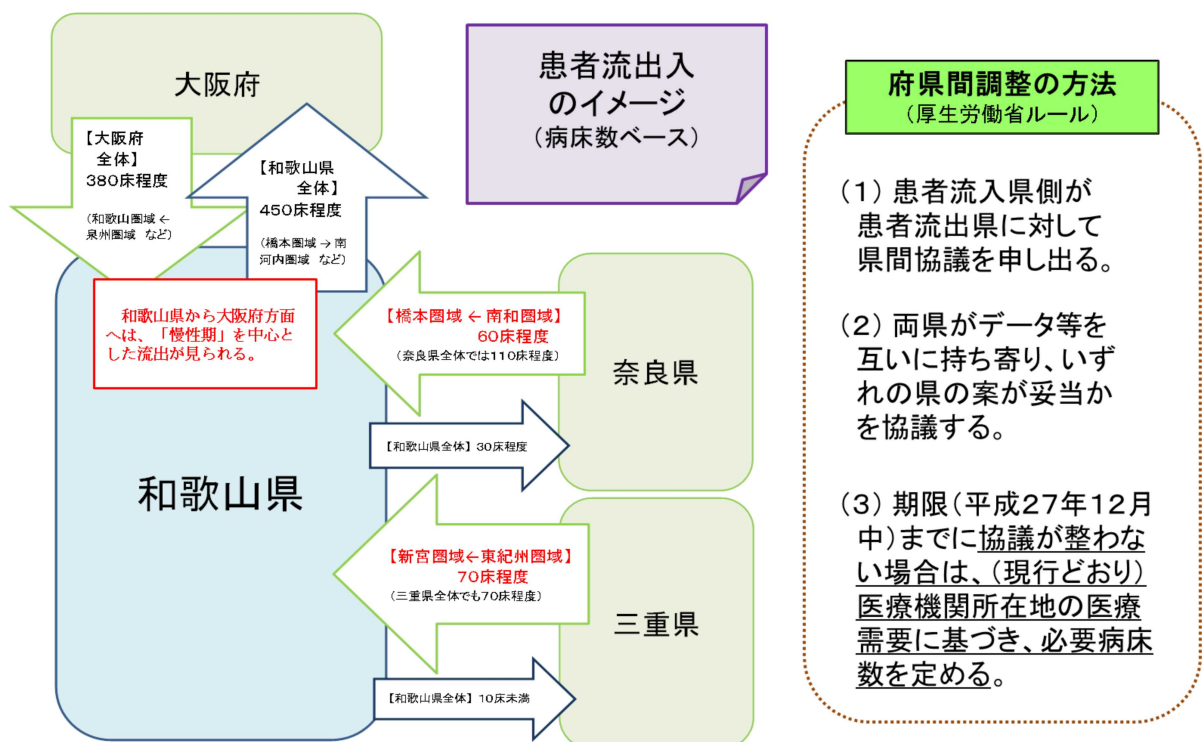 大阪府
患者流出入
のイメージ
（病床数ベース）
【大阪府
全体】
380床程度
（和歌山圏域←
泉州圏域 など）
【和歌山県
全体】
450床程度
（橋本圏域→南
河内圏域 など）
和歌山県から大阪府方面
へは、「慢性期」を中心と
した流出が見られる。
和歌山県
【橋本圏域←南和圏域】
60床程度
（奈良県全体では110床程度）
奈良県
【和歌山県全体】30床程度
【新宮圏域←東紀州圏域】
70床程度
（三重県全体でも70床程度）
三重県
【和歌山県全体】10床未満
府県間調整の方法
（厚生労働省ルール）
（1）患者流入県側が
患者流出県に対して
県間協議を申し出る。
（2）両県がデータ等を
互いに持ち寄り、いず
れの県の案が妥当か
を協議する。
（3）期限（平成27年12月
中）までに協議が整わな
い場合は、（現行どおり）
医療機関所在地の医療
需要に基づき、必要病床
数を定める。